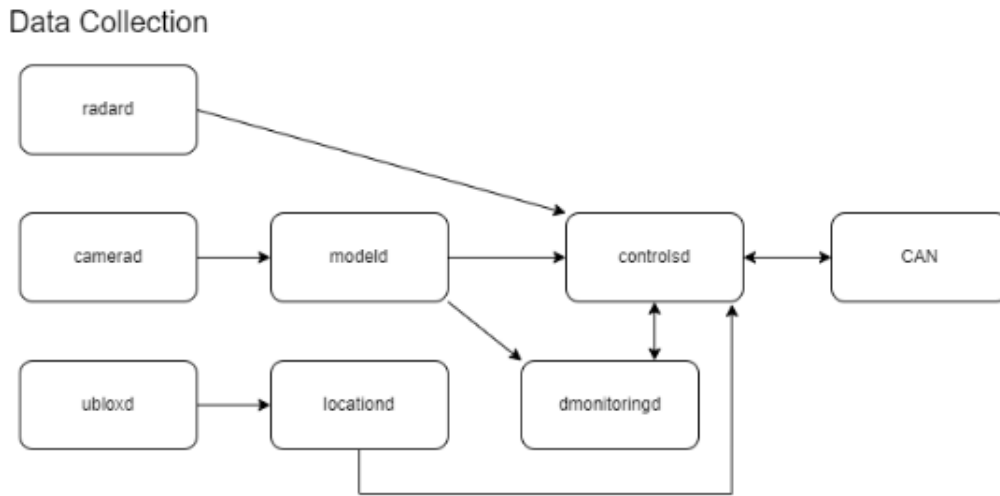 Data Collection
radard
camerad
modeld
controlsd
CAN
ubloxd
locationd
dmonitoringd